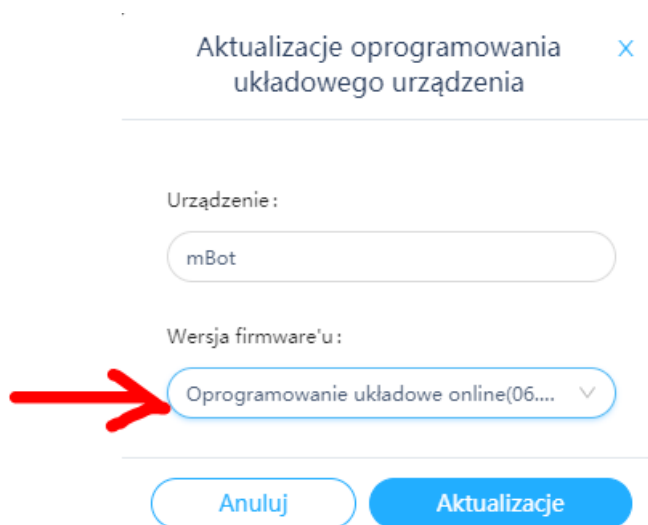 Aktualizacje oprogramowania
układowego urządzenia
Urządzenie:
mBot
Wersja firmware'u:
Oprogramowanie układowe online(06....
Anuluj
Aktualizacje